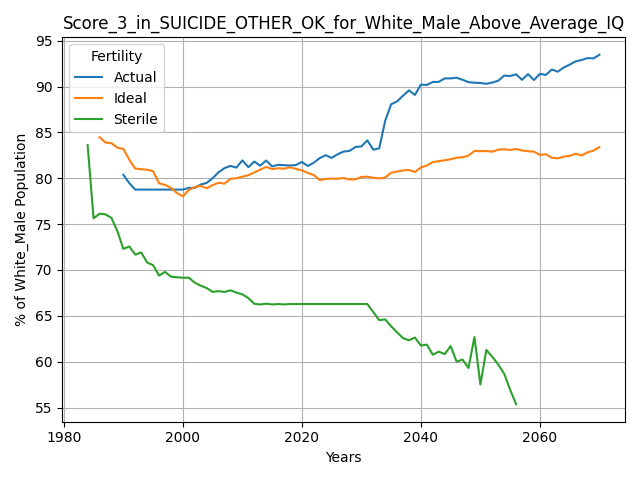 Score_3_in_SUICIDE_OTHER_OK_for_White_Male_Above_Average_IQ
95
90
85
80
75
70
65
60
55
% of White_Male Population
Fertility
Actual
Ideal
Sterile
1980
2000
2020
2040
2060
Years